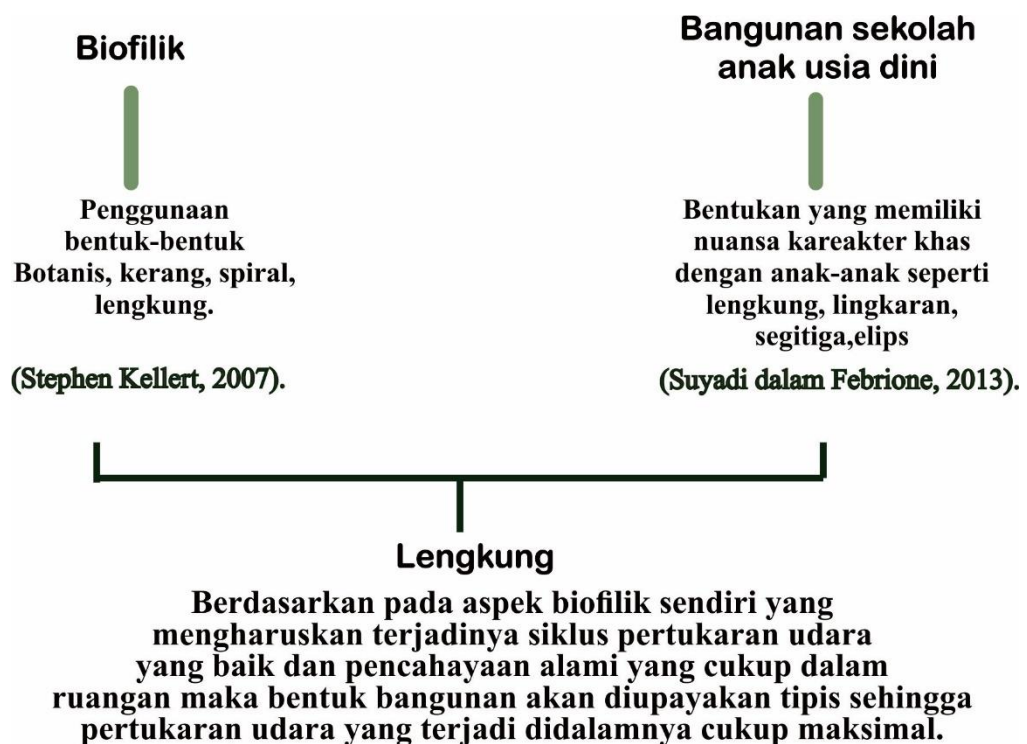 Biofilik
Penggunaan
bentuk-bentuk
Botanis, kerang, spiral,
lengkung.
(Stephen Kellert, 2007).
Bangunan sekolah
anak usia dini
Bentukan yang memiliki
nuansa kareakter khas
dengan anak-anak seperti
lengkung, lingkaran,
segitiga,elips
(Suyadi dalam Febrione, 2013).
Lengkung
Berdasarkan pada aspek biofilik sendiri yang
mengharuskan terjadinya siklus pertukaran udara
yang baik dan pencahayaan alami yang cukup dalam
ruangan maka bentuk bangunan akan diupayakan tipis sehingga
pertukaran udara yang terjadi didalamnya cukup maksimal.